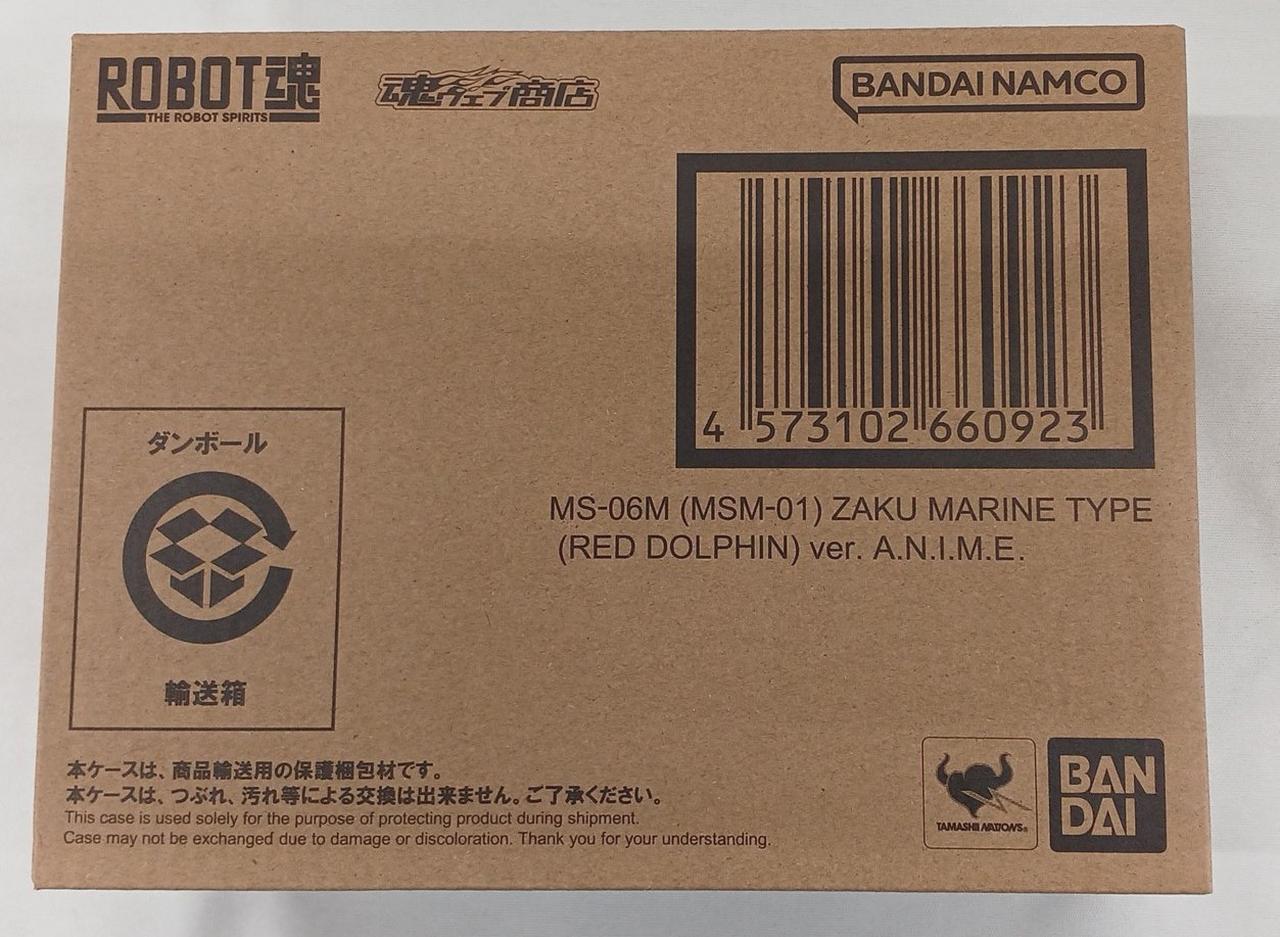 ROBOT魂
THE ROBOT SPIRITS
魂ウェブ商店
BANDAI NAMCO
4 573102 660923
MS-06M (MSM-01) ZAKU MARINE TYPE
(RED DOLPHIN) ver. A.N.I.M.E.
ダンボール
輸送箱
本ケースは、商品輸送用の保護梱包材です。
本ケースは、つぶれ、汚れ等による交換は出来ません。ご了承ください。
This case is used solely for the purpose of protecting product during shipment.
Case may not be exchanged due to damage or discoloration. Thank you for your understanding.
TAMASHII NATIONS®
BAN
DAI